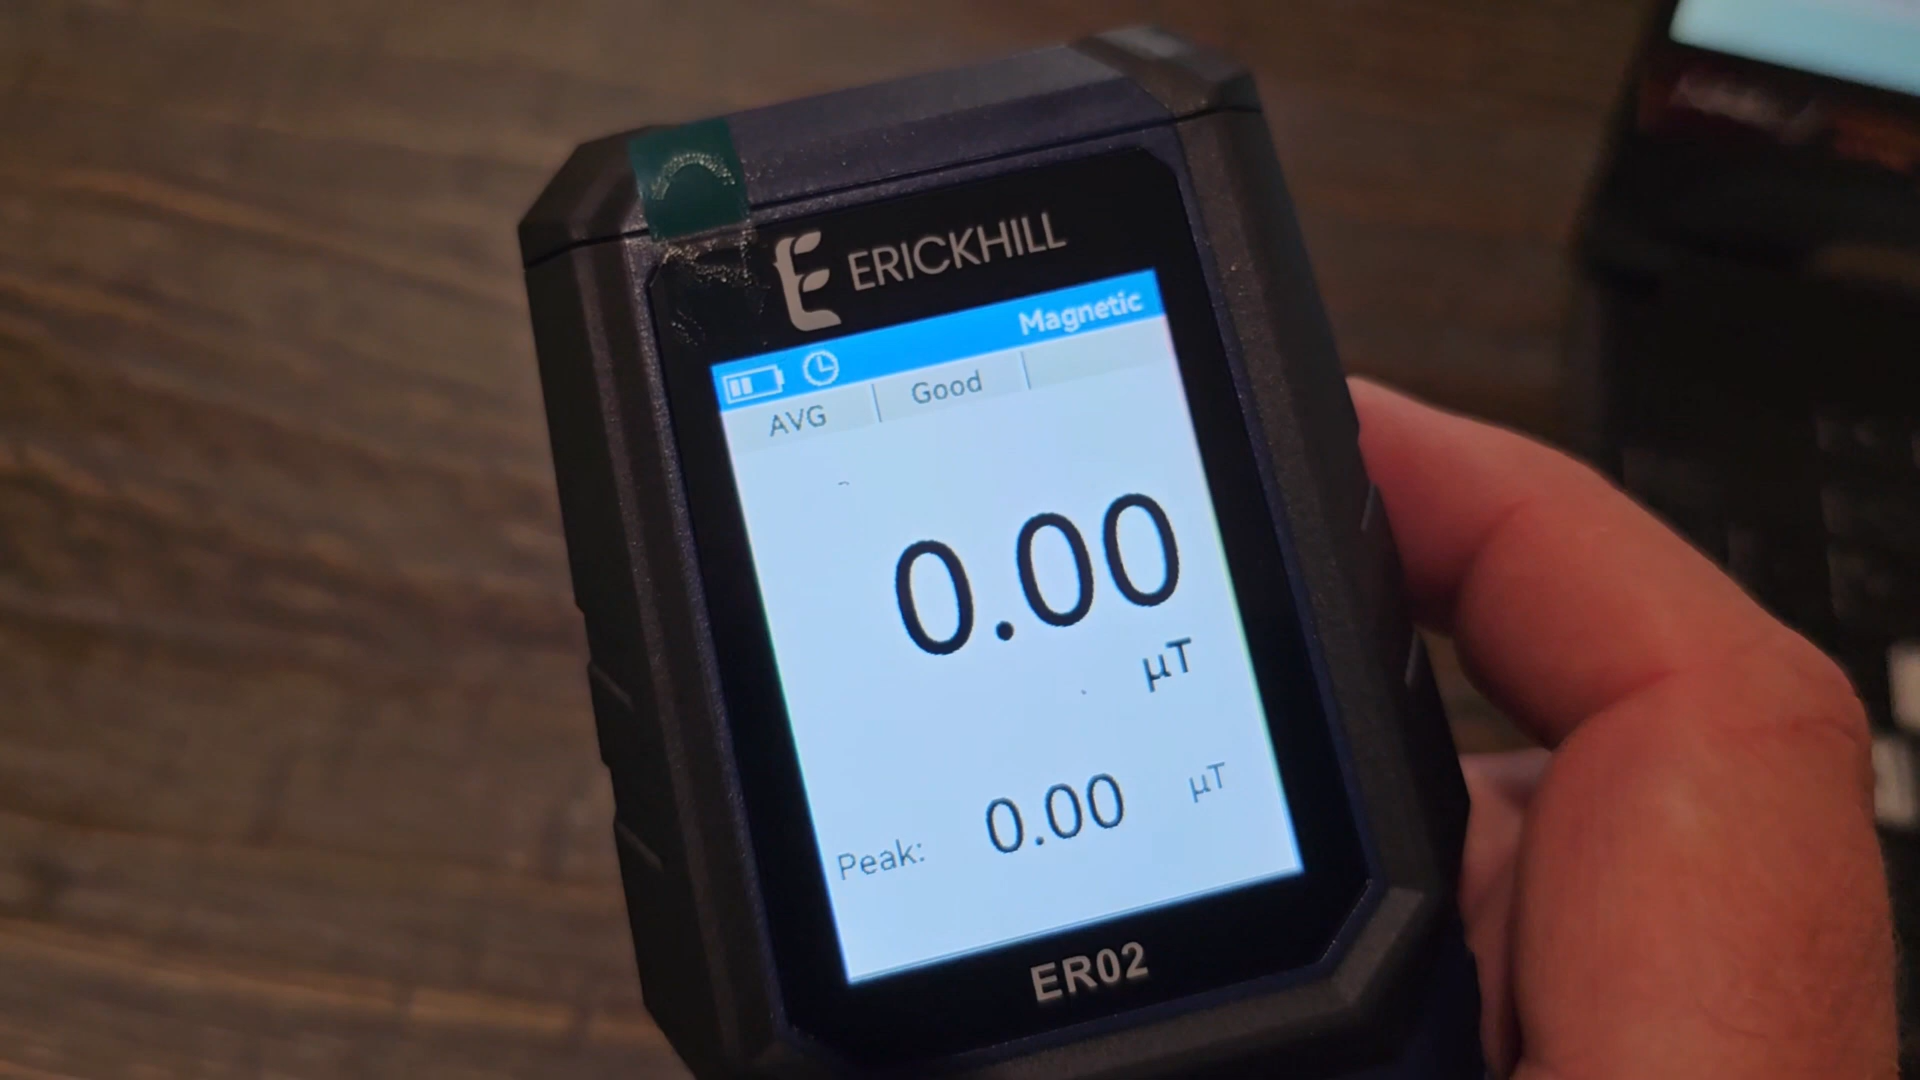 ERICKHILL
Magnetic
AVG Good
0.00
µT
Peak: 0.00 µT
ER02